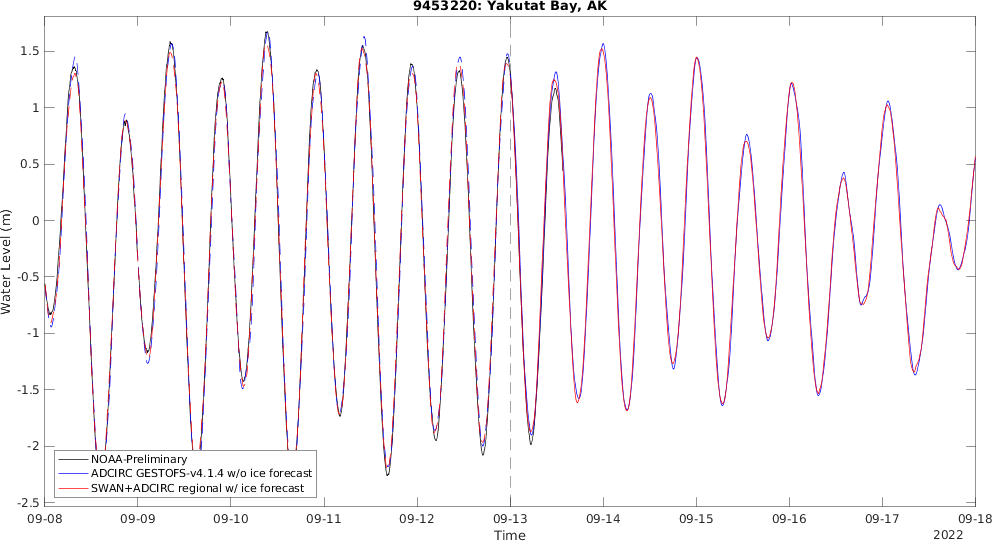 9453220: Yakutat Bay, AK
1.5
1
0.5
0
-0.5
-1
-1.5
-2
-2.5
Water Level (m)
NOAA-Preliminary
ADCIRC GESTOFS-v4.1.4 w/o ice forecast
SWAN+ADCIRC regional w/ ice forecast
09-08 09-09 09-10 09-11 09-12 09-13 09-14 09-15 09-16 09-17 09-18
Time
2022